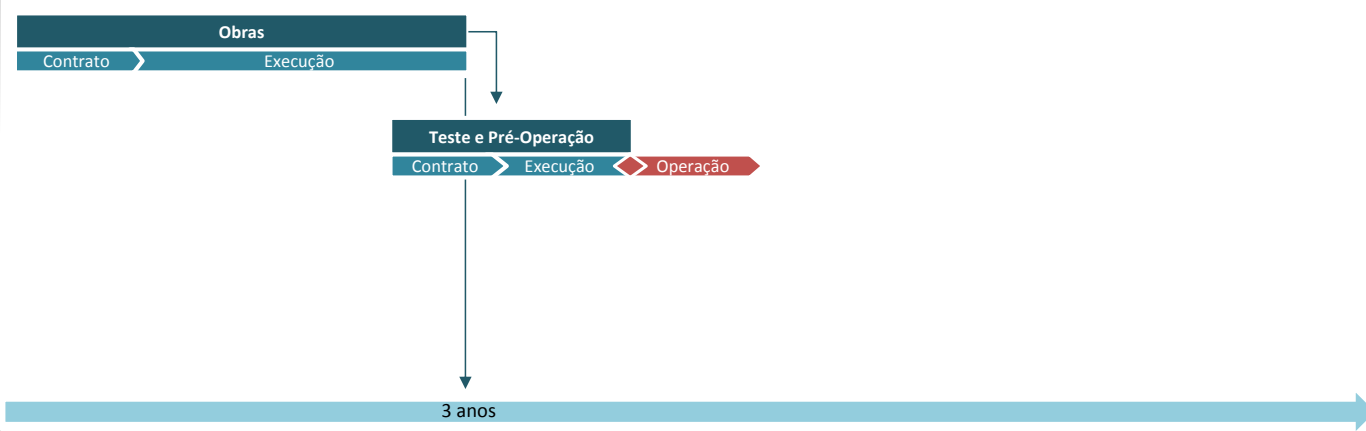 Obras
Contrato Execução
Teste e Pré-Operação
Contrato Execução Operação
3 anos